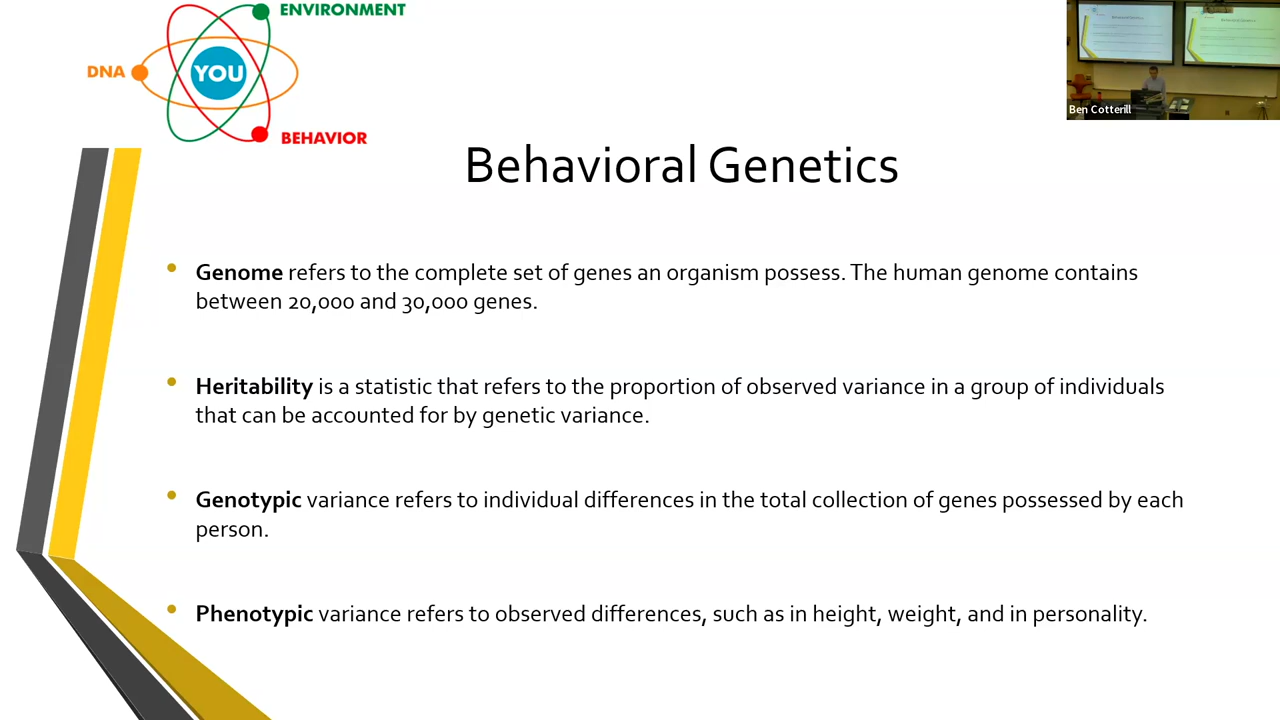 ENVIRONMENT
DNA
YOU
BEHAVIOR
Ben Cotterill
Behavioral Genetics
Genome refers to the complete set of genes an organism possess. The human genome contains
between 20,000 and 30,000 genes.
Heritability is a statistic that refers to the proportion of observed variance in a group of individuals
that can be accounted for by genetic variance.
Genotypic variance refers to individual differences in the total collection of genes possessed by each
person.
Phenotypic variance refers to observed differences, such as in height, weight, and in personality.